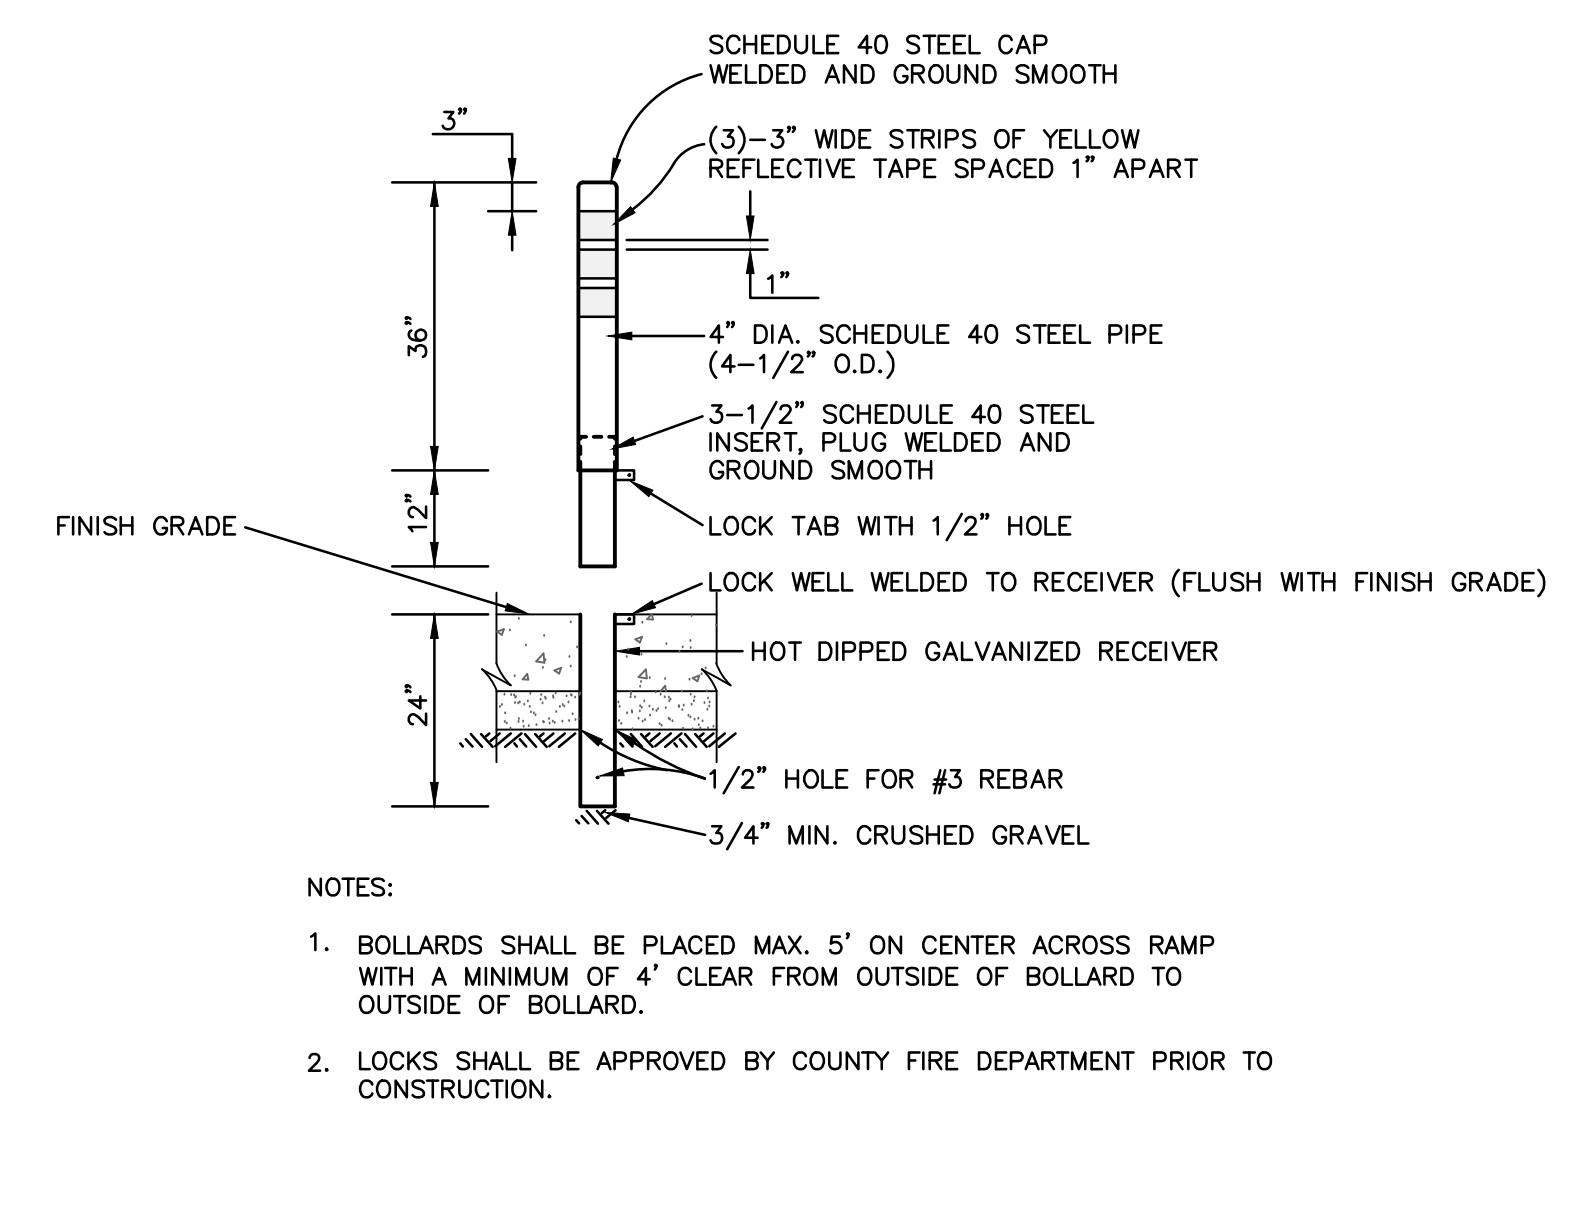 SCHEDULE 40 STEEL CAP
WELDED AND GROUND SMOOTH
3"
(3)-3" WIDE STRIPS OF YELLOW
REFLECTIVE TAPE SPACED 1" APART
1"
36"
4" DIA. SCHEDULE 40 STEEL PIPE
(4-1/2" O.D.)
3-1/2" SCHEDULE 40 STEEL
INSERT, PLUG WELDED AND
GROUND SMOOTH
12"
FINISH GRADE
LOCK TAB WITH 1/2" HOLE
LOCK WELL WELDED TO RECEIVER (FLUSH WITH FINISH GRADE)
HOT DIPPED GALVANIZED RECEIVER
24"
1/2" HOLE FOR #3 REBAR
3/4" MIN. CRUSHED GRAVEL
NOTES:
1. BOLLARDS SHALL BE PLACED MAX. 5' ON CENTER ACROSS RAMP
WITH A MINIMUM OF 4' CLEAR FROM OUTSIDE OF BOLLARD TO
OUTSIDE OF BOLLARD.
2. LOCKS SHALL BE APPROVED BY COUNTY FIRE DEPARTMENT PRIOR TO
CONSTRUCTION.